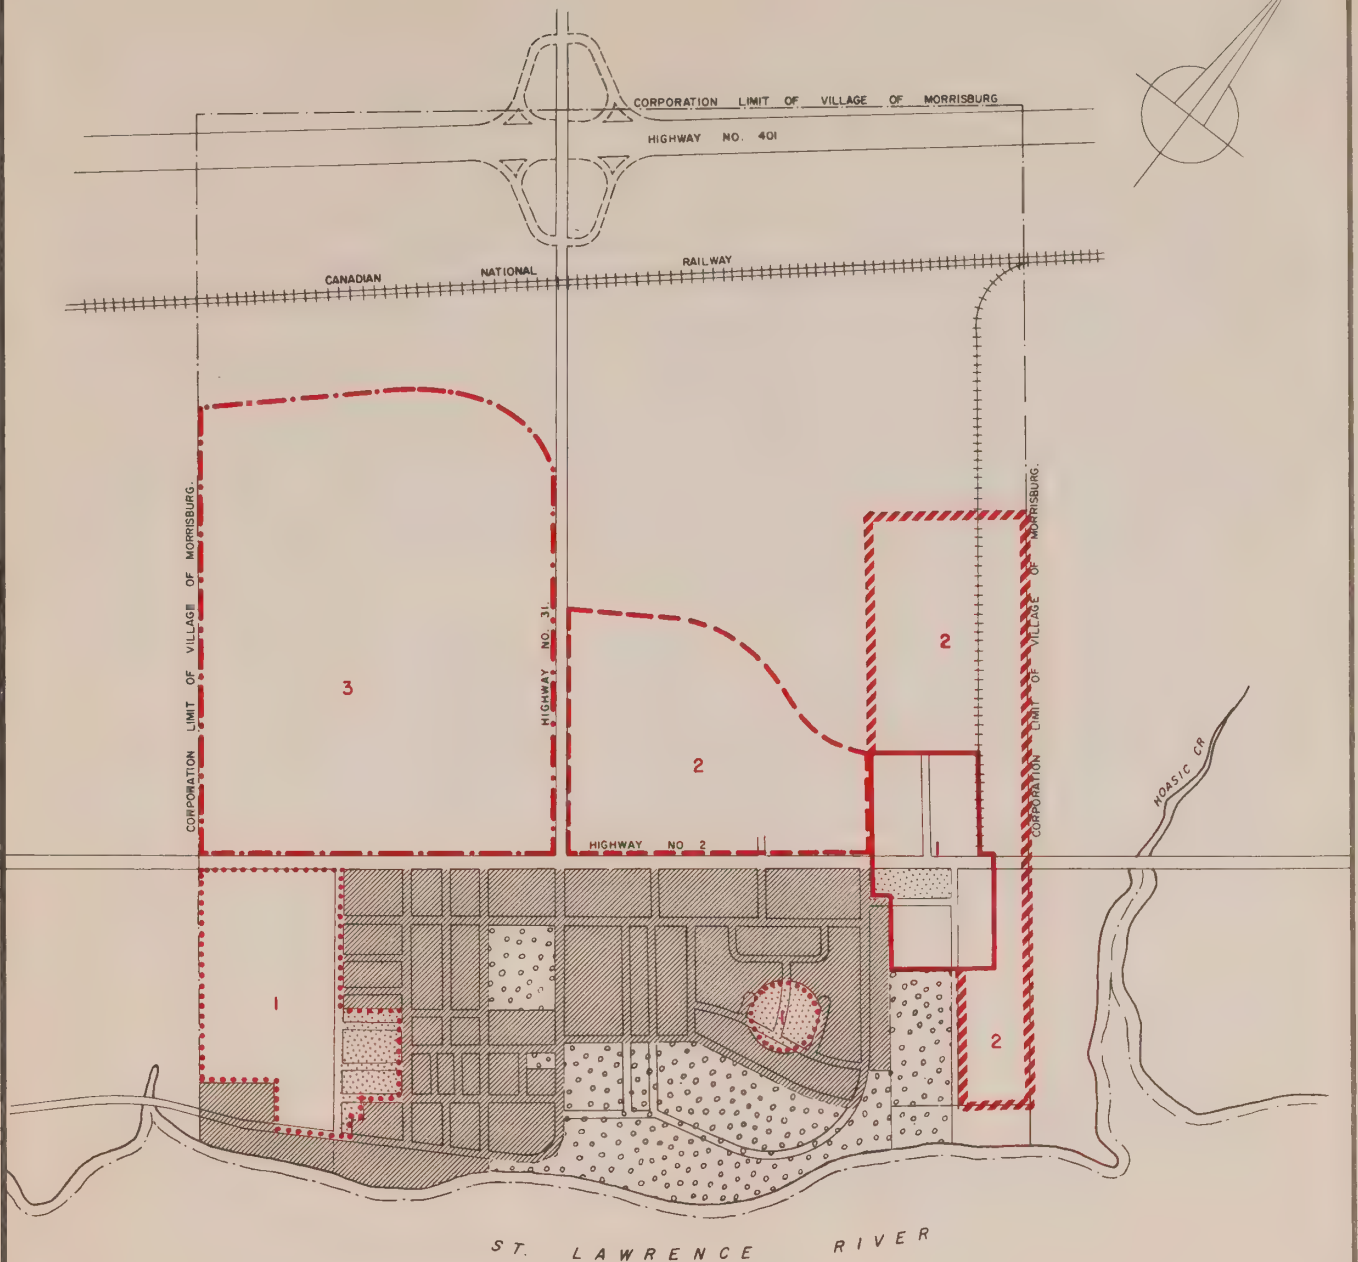 CORPORATION LIMIT OF VILLAGE OF MORRISBURG
HIGHWAY NO. 401
CANADIAN NATIONAL RAILWAY
CORPORATION LIMIT OF VILLAGE OF MORRISBURG.
HIGHWAY NO. 31.
CORPORATION LIMIT OF VILLAGE OF MORRISBURG.
2
3
2
HOASIC CR
HIGHWAY NO 2
1
1
1
2
ST. LAWRENCE RIVER